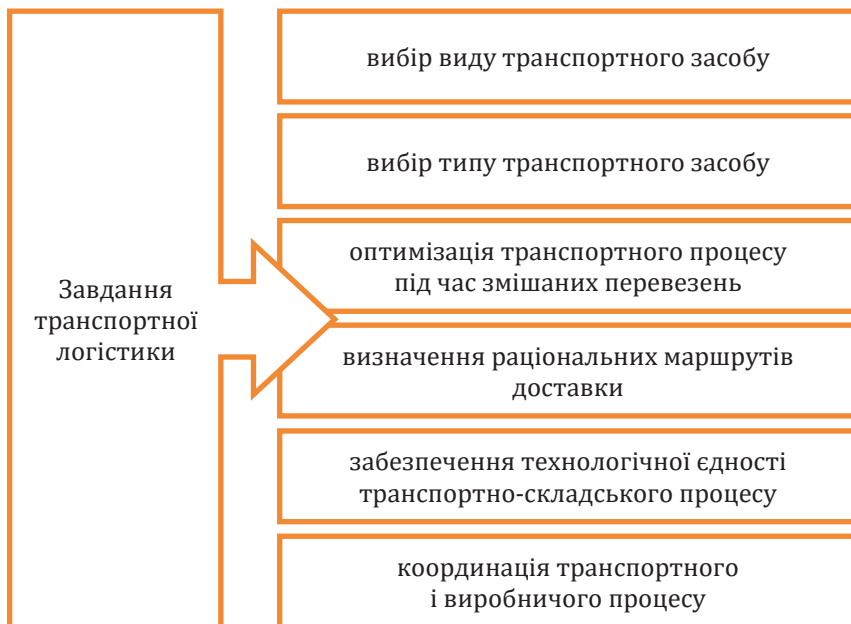 Завдання
транспортної
логістики
вибір виду транспортного засобу
вибір типу транспортного засобу
оптимізація транспортного процесу
під час змішаних перевезень
визначення раціональних маршрутів
доставки
забезпечення технологічної єдності
транспортно-складського процесу
координація транспортного
і виробничого процесу